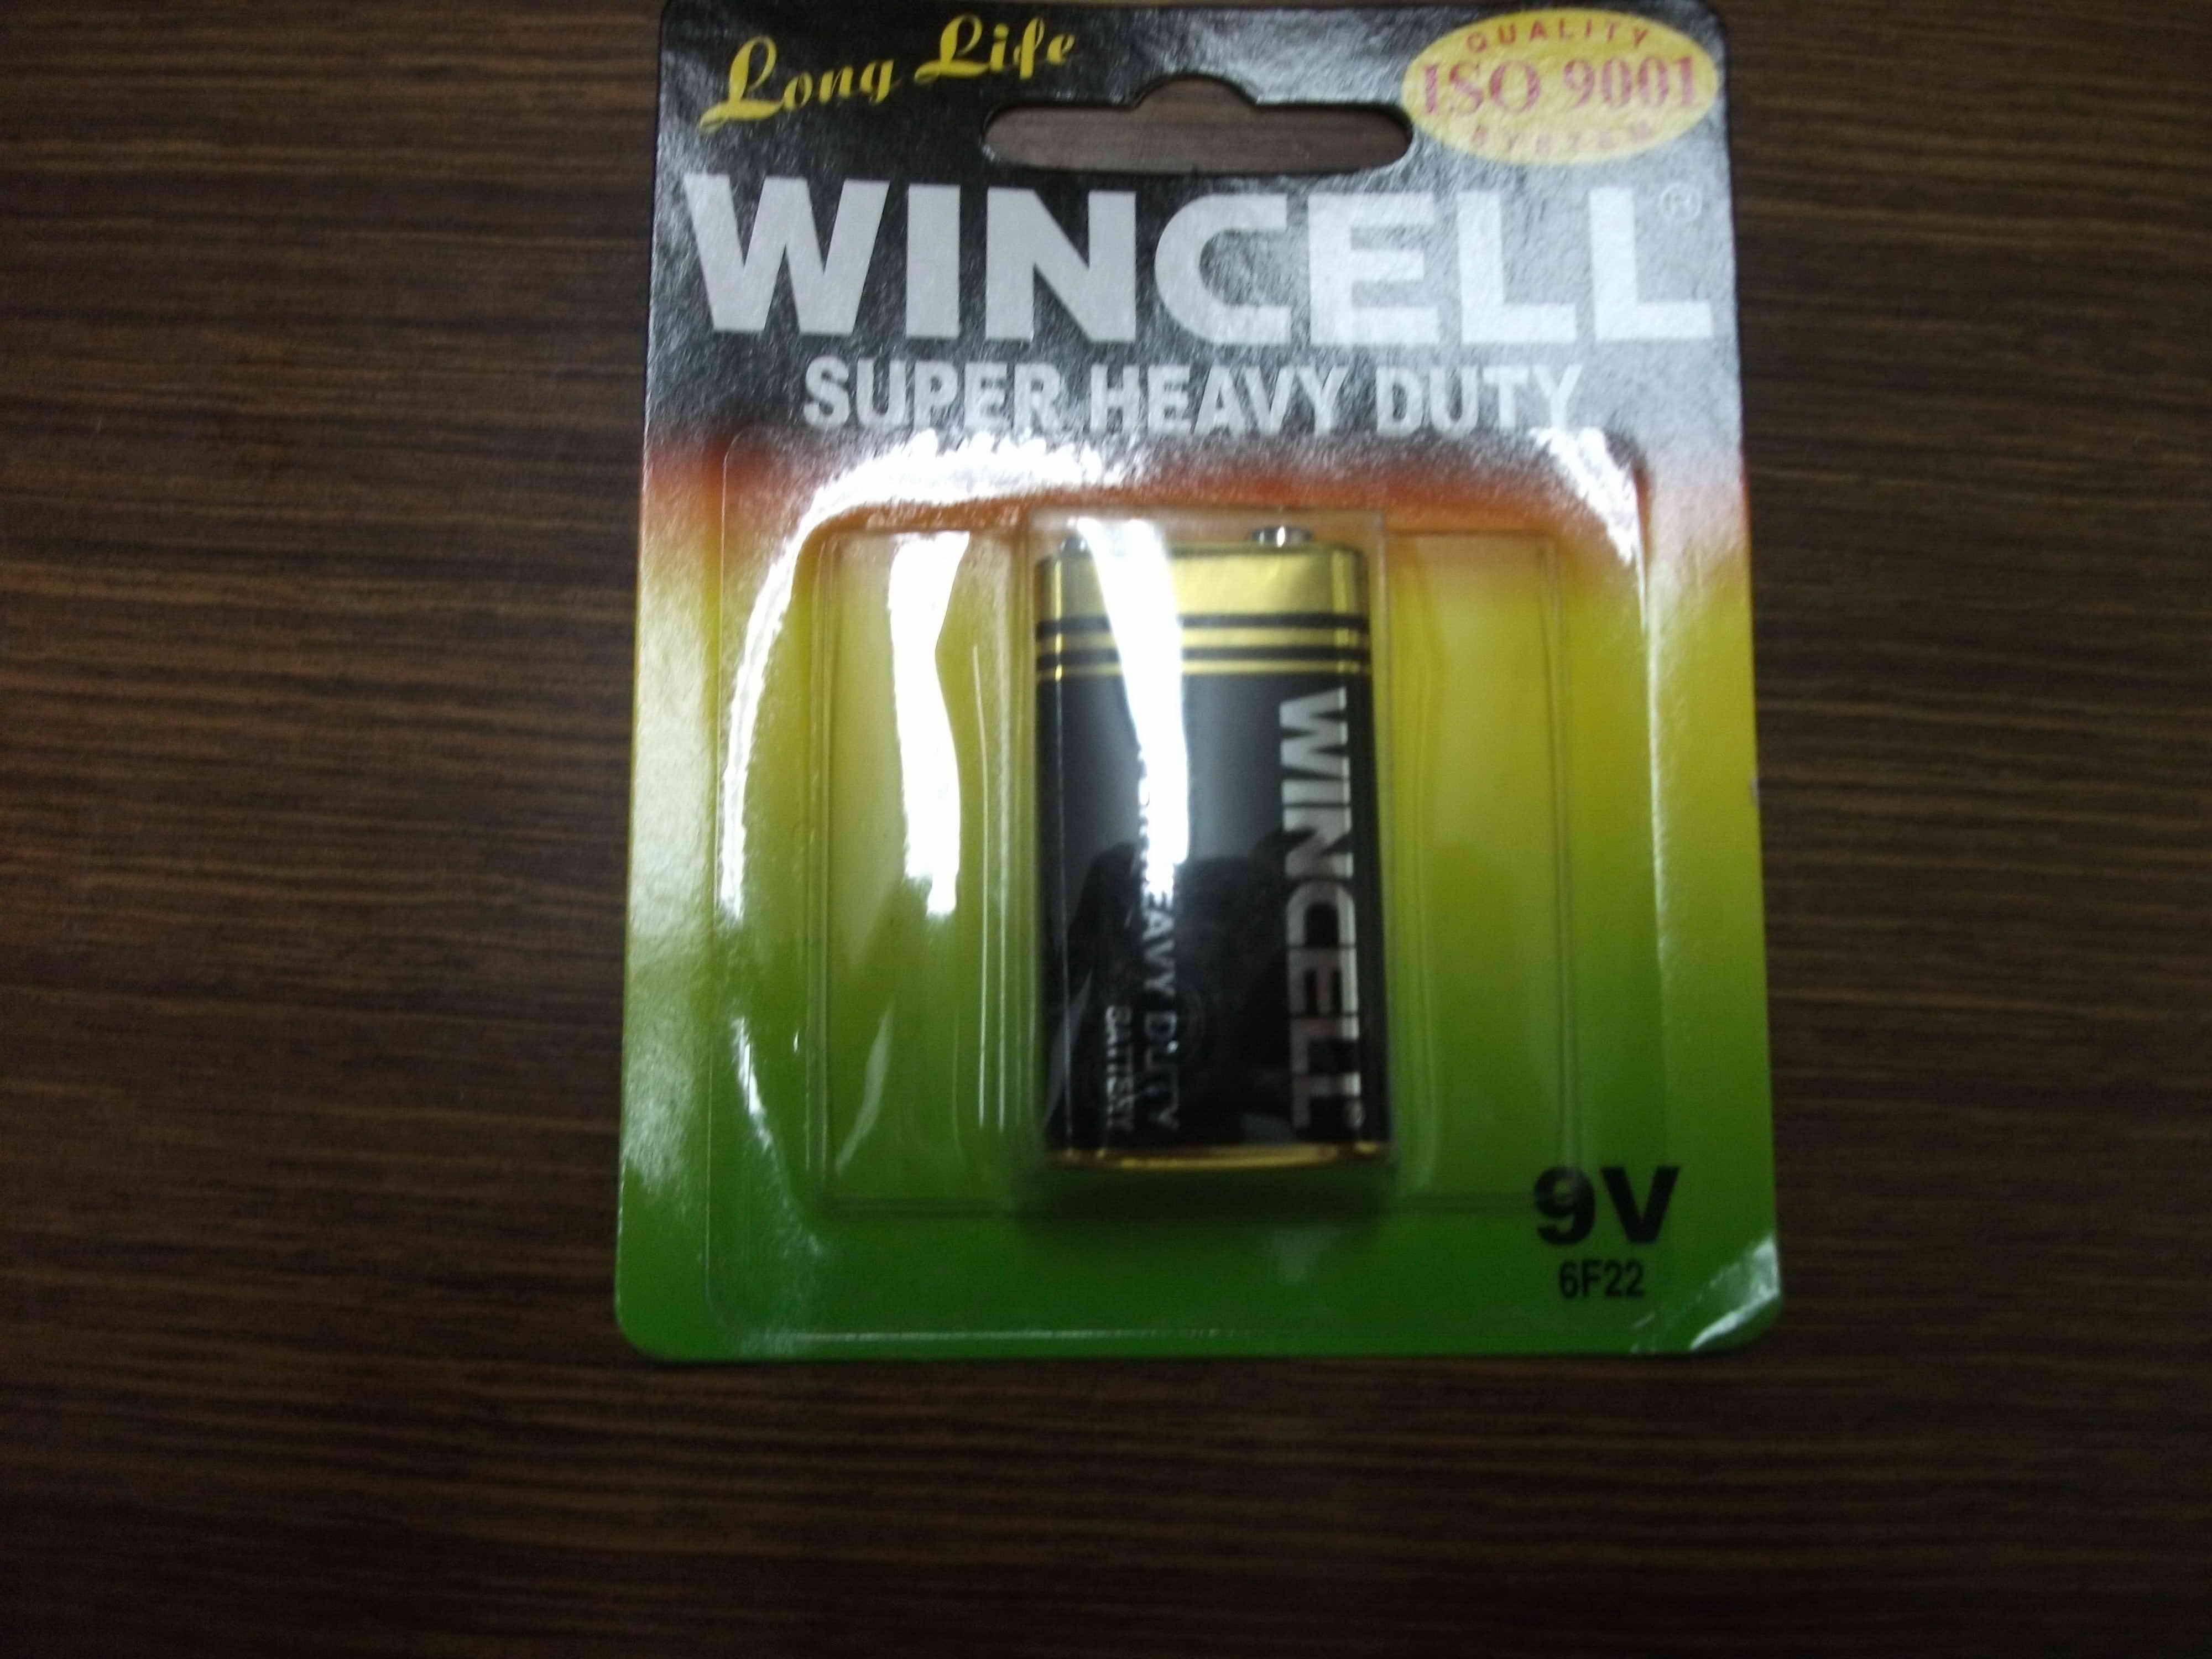 Long Life
QUALITY
ISO 9001
SYSTEM
WINCELL®
SUPER HEAVY DUTY
WINCELL
HEAVY DUTY
BATTERY
9V
6F22